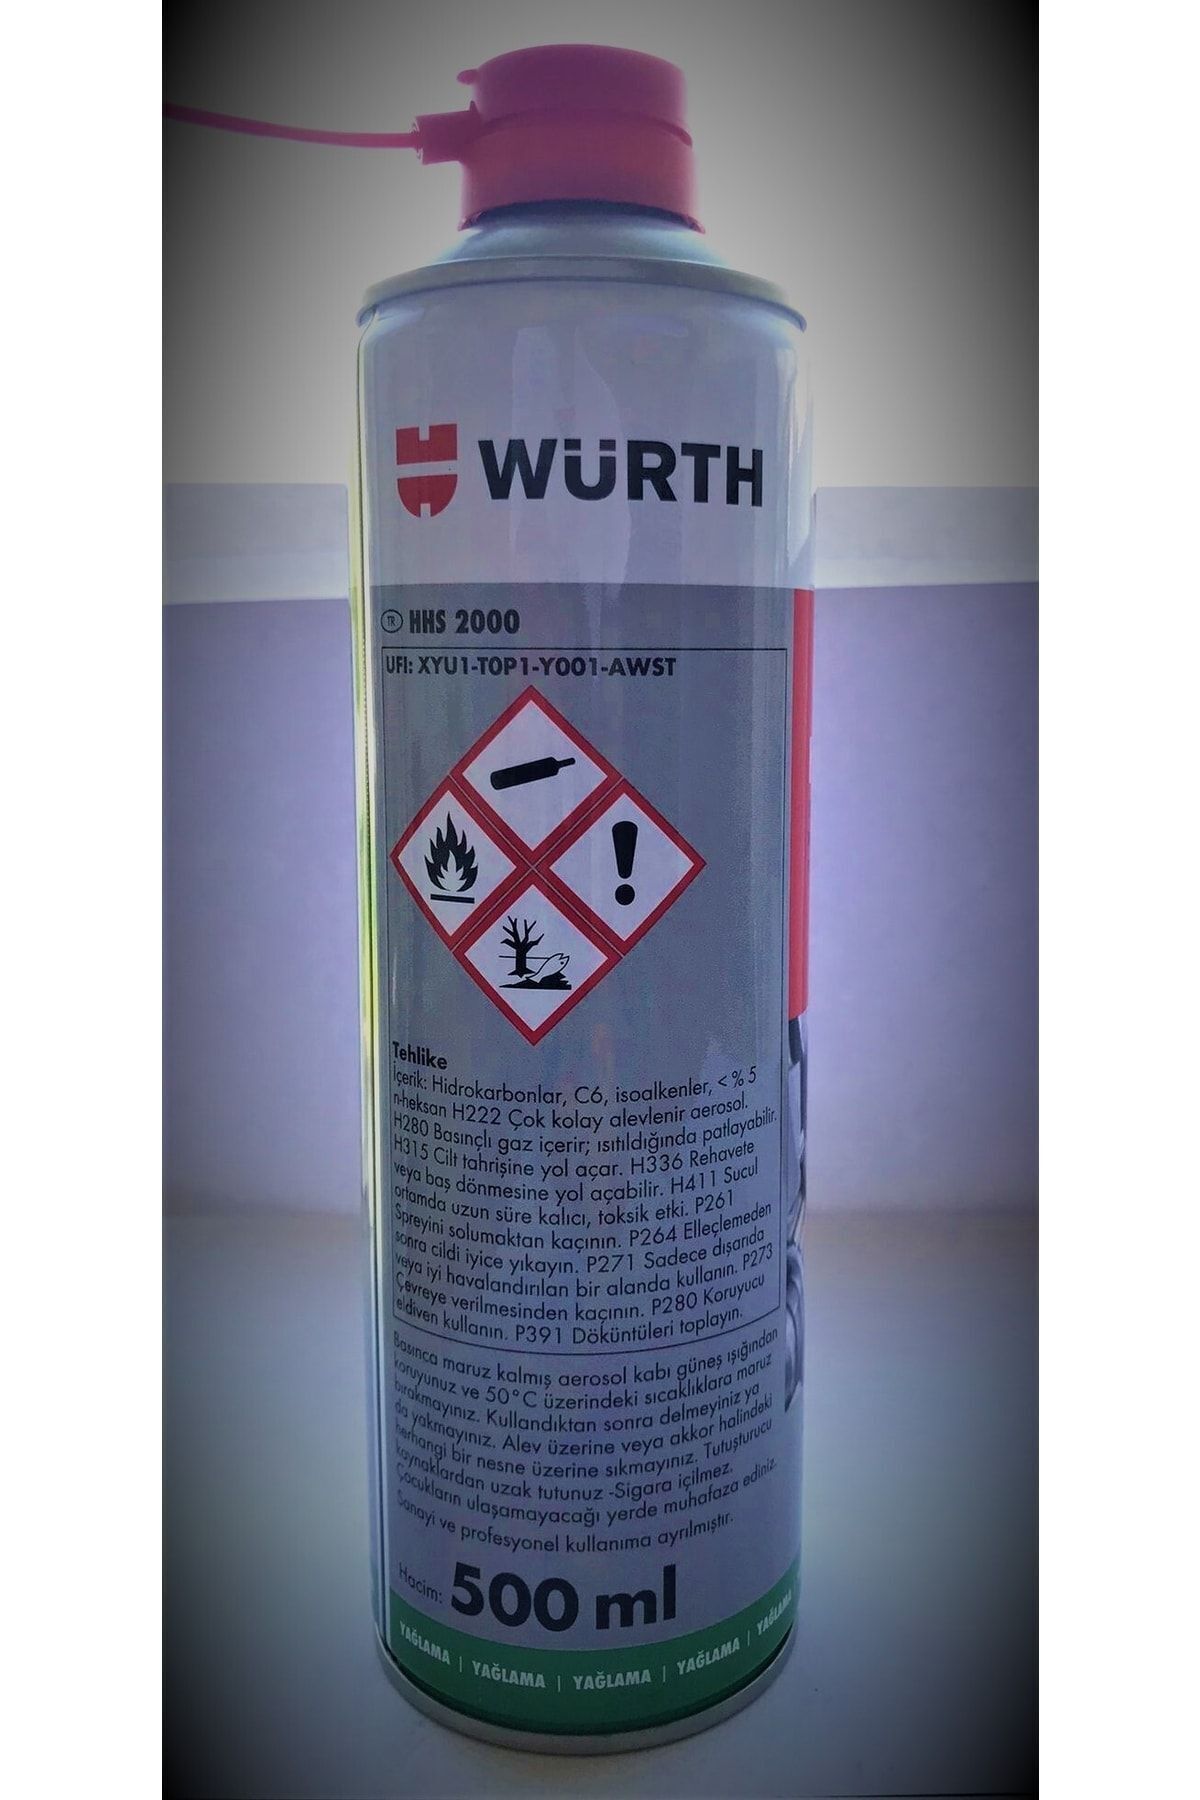 WÜRTH
TR HHS 2000
UFI: XYU1-T0P1-Y001-AWST
Tehlike
İçerik: Hidrokarbonlar, C6, isoalkenler, < % 5
n-heksan H222 Çok kolay alevlenir aerosol.
H280 Basınçlı gaz içerir; ısıtıldığında patlayabilir.
H315 Cilt tahrişine yol açar. H336 Rehavete
veya baş dönmesine yol açabilir. H411 Sucul
ortamda uzun süre kalıcı, toksik etki. P261
Spreyini solumaktan kaçının. P264 Elleçlemeden
sonra cildi iyice yıkayın. P271 Sadece dışarıda
veya iyi havalandırılan bir alanda kullanın. P273
Çevreye verilmesinden kaçının. P280 Koruyucu
eldiven kullanın. P391 Döküntüleri toplayın.
Basınca maruz kalmış aerosol kabı güneş ışığından
koruyunuz ve 50°C üzerindeki sıcaklıklara maruz
bırakmayınız. Kullandıktan sonra delmeyiniz ya
da yakmayınız. Alev üzerine veya akkor halindeki
herhangi bir nesne üzerine sıkmayınız. Tutuşturucu
kaynaklardan uzak tutunuz -Sigara içilmez.
Çocukların ulaşamayacağı yerde muhafaza ediniz.
Sanayi ve profesyonel kullanıma ayrılmıştır.
Hacim: 500 ml
YAĞLAMA | YAĞLAMA | YAĞLAMA | YAĞLAMA | YAĞLAMA